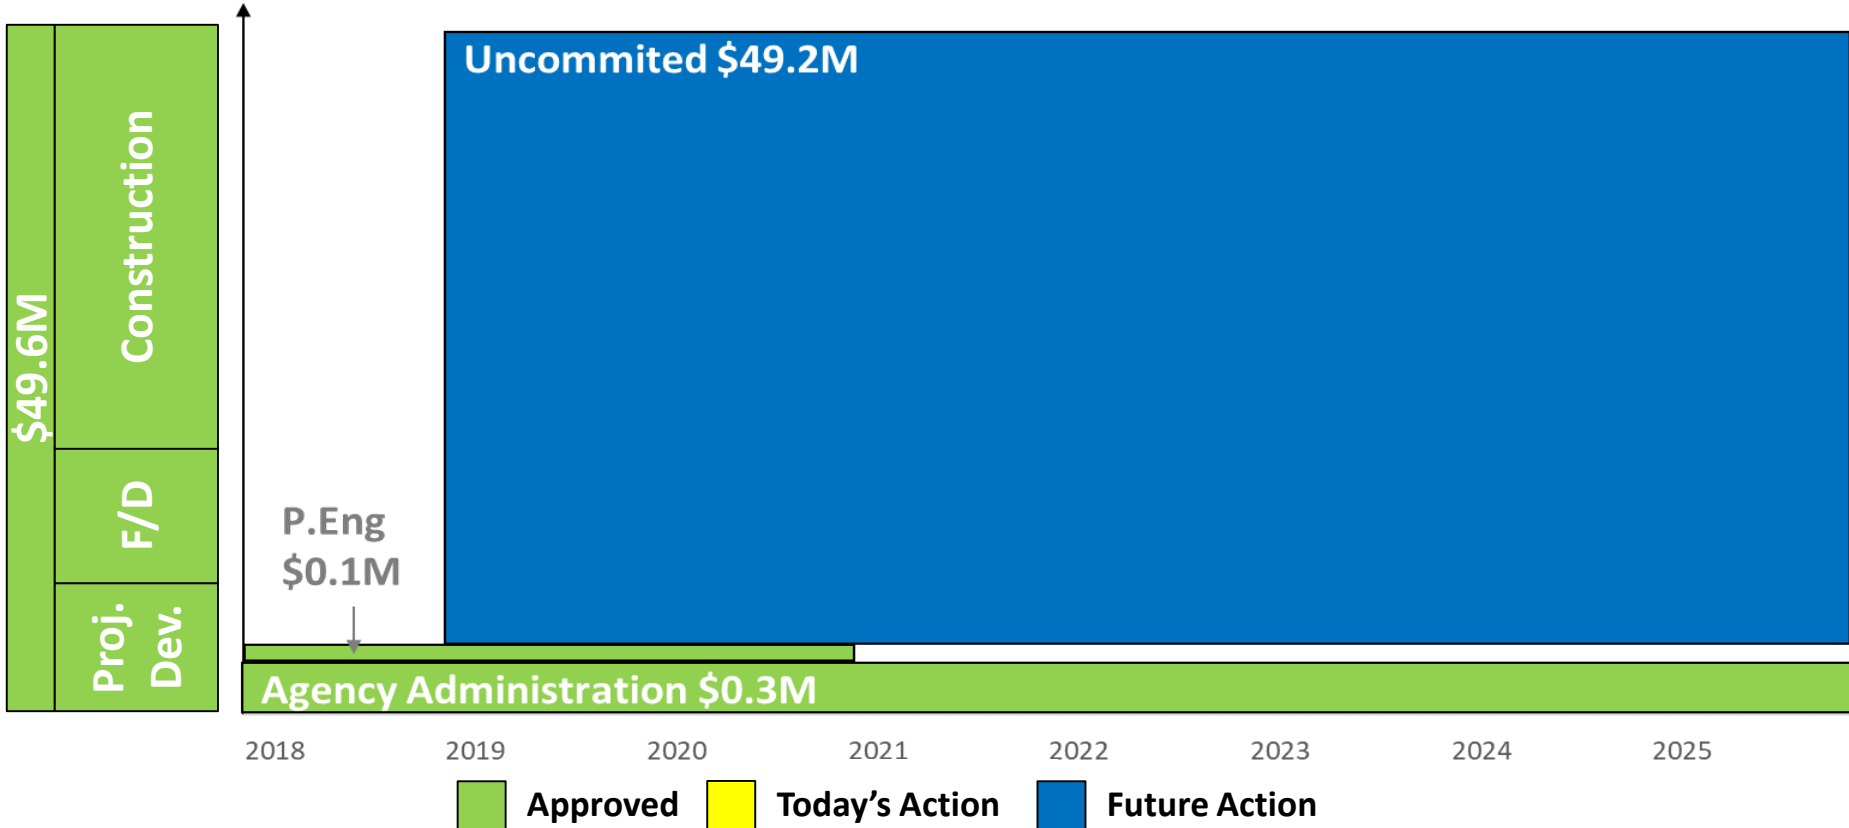 $49.6M
Construction
F/D
Proj.
Dev.
Uncommited $49.2M
P.Eng
$0.1M
Agency Administration $0.3M
2018 2019 2020 2021 2022 2023 2024 2025
Approved Today’s Action Future Action